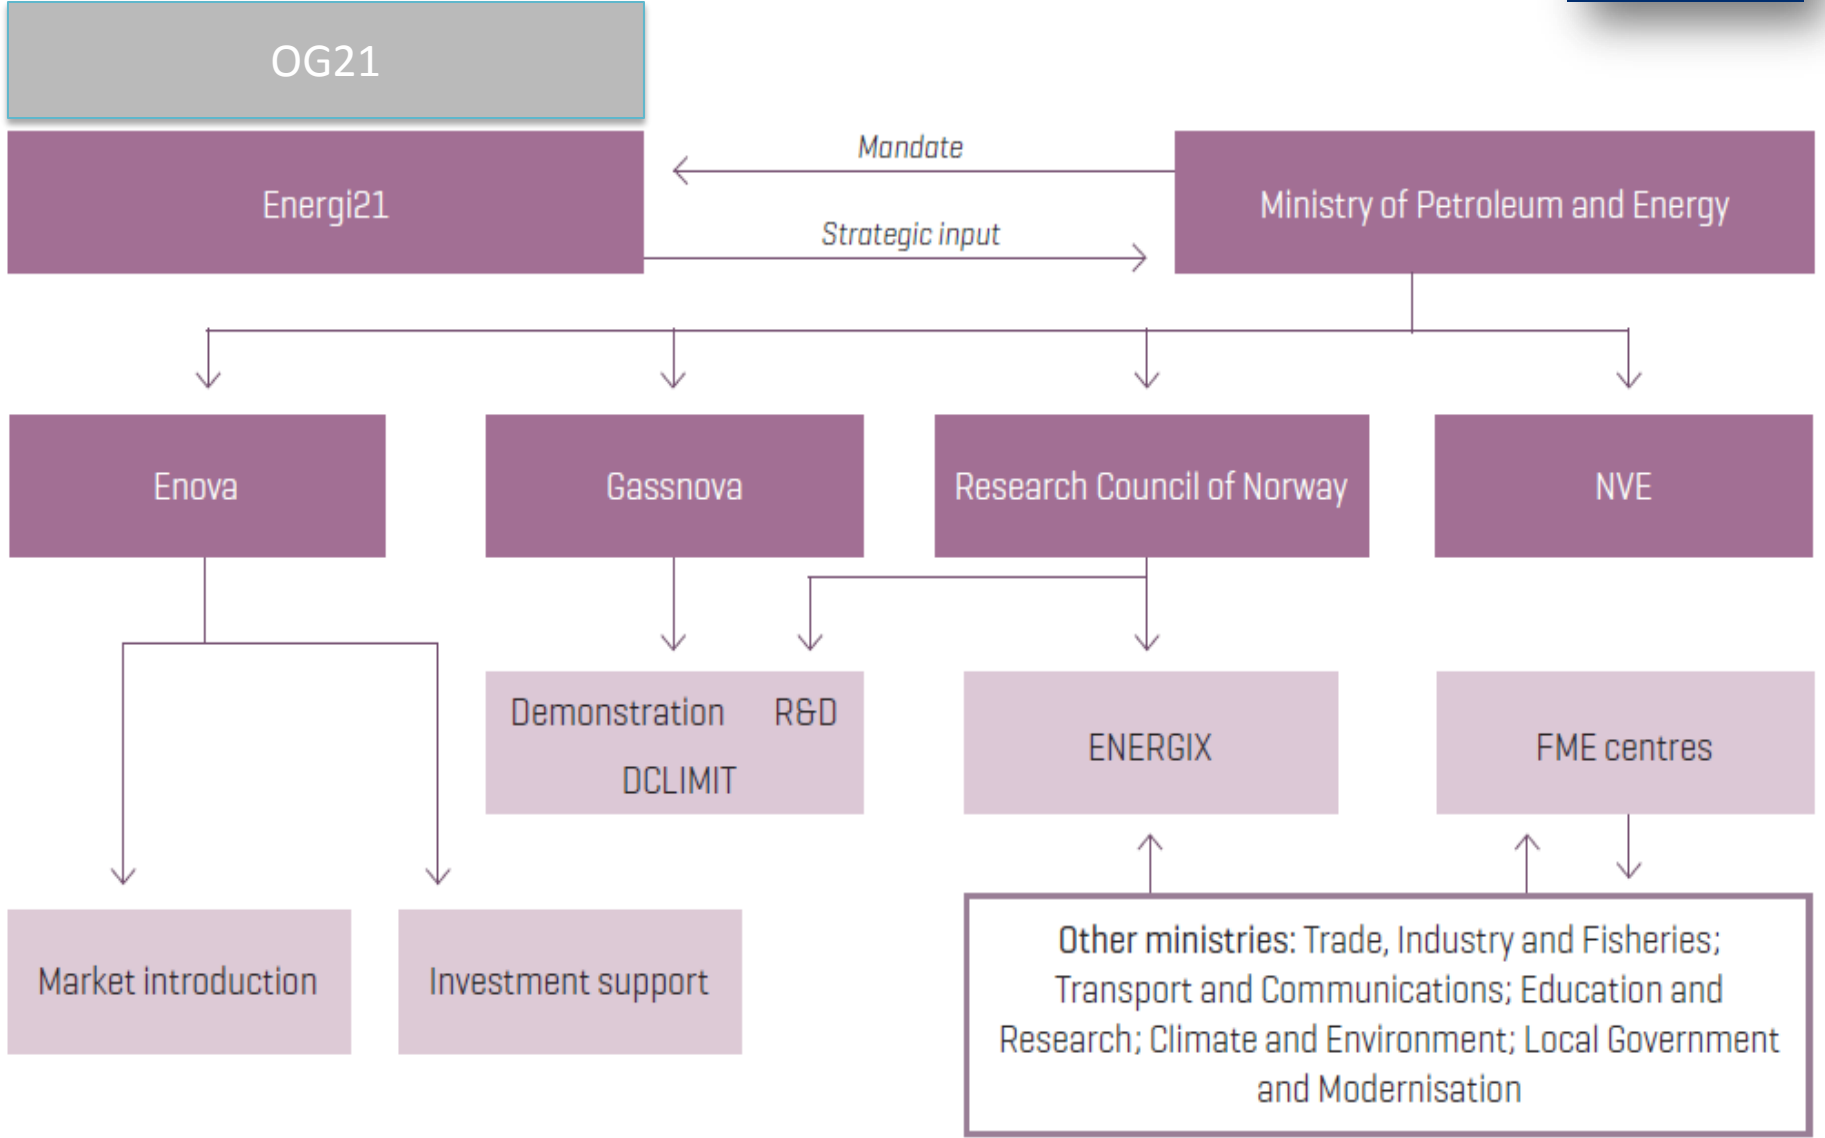 OG21
Mandate
Energi21
Ministry of Petroleum and Energy
Strategic input
Enova
Gassnova
Research Council of Norway
NVE
Demonstration R&D
DCLIMIT
ENERGIX
FME centres
Market introduction
Investment support
Other ministries: Trade, Industry and Fisheries;
Transport and Communications; Education and
Research; Climate and Environment; Local Government
and Modernisation